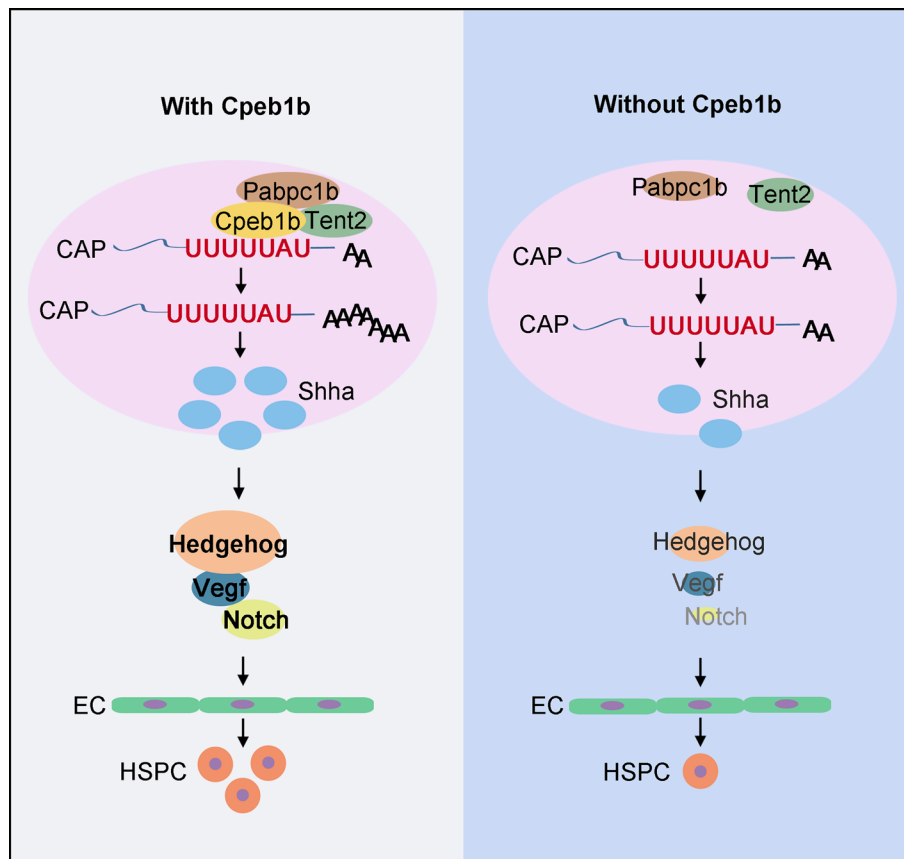 With Cpeb1b
Pabpc1b
Cpeb1b Tent2
CAP UUUUUAU AA
CAP UUUUUAU AAAAAAA
Shha
Hedgehog
Vegf
Notch
EC
HSPC
Without Cpeb1b
Pabpc1b Tent2
CAP UUUUUAU AA
CAP UUUUUAU AA
Shha
Hedgehog
Vegf
Notch
EC
HSPC